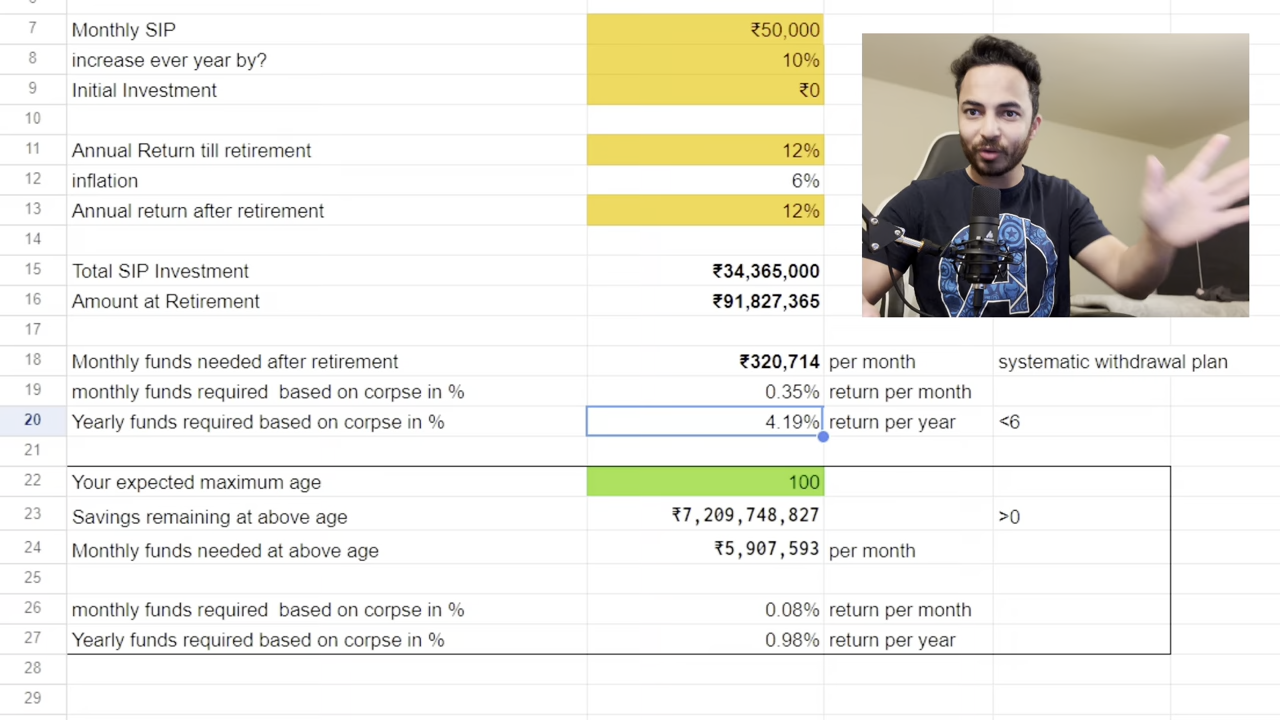 7 Monthly SIP ₹50,000
8 increase ever year by? 10%
9 Initial Investment ₹0
10
11 Annual Return till retirement 12%
12 inflation 6%
13 Annual return after retirement 12%
14
15 Total SIP Investment ₹34,365,000
16 Amount at Retirement ₹91,827,365
17
18 Monthly funds needed after retirement ₹320,714 per month systematic withdrawal plan
19 monthly funds required based on corpse in % 0.35% return per month
20 Yearly funds required based on corpse in % 4.19% return per year <6
21
22 Your expected maximum age 100
23 Savings remaining at above age ₹7,209,748,827 >0
24 Monthly funds needed at above age ₹5,907,593 per month
25
26 monthly funds required based on corpse in % 0.08% return per month
27 Yearly funds required based on corpse in % 0.98% return per year
28
29